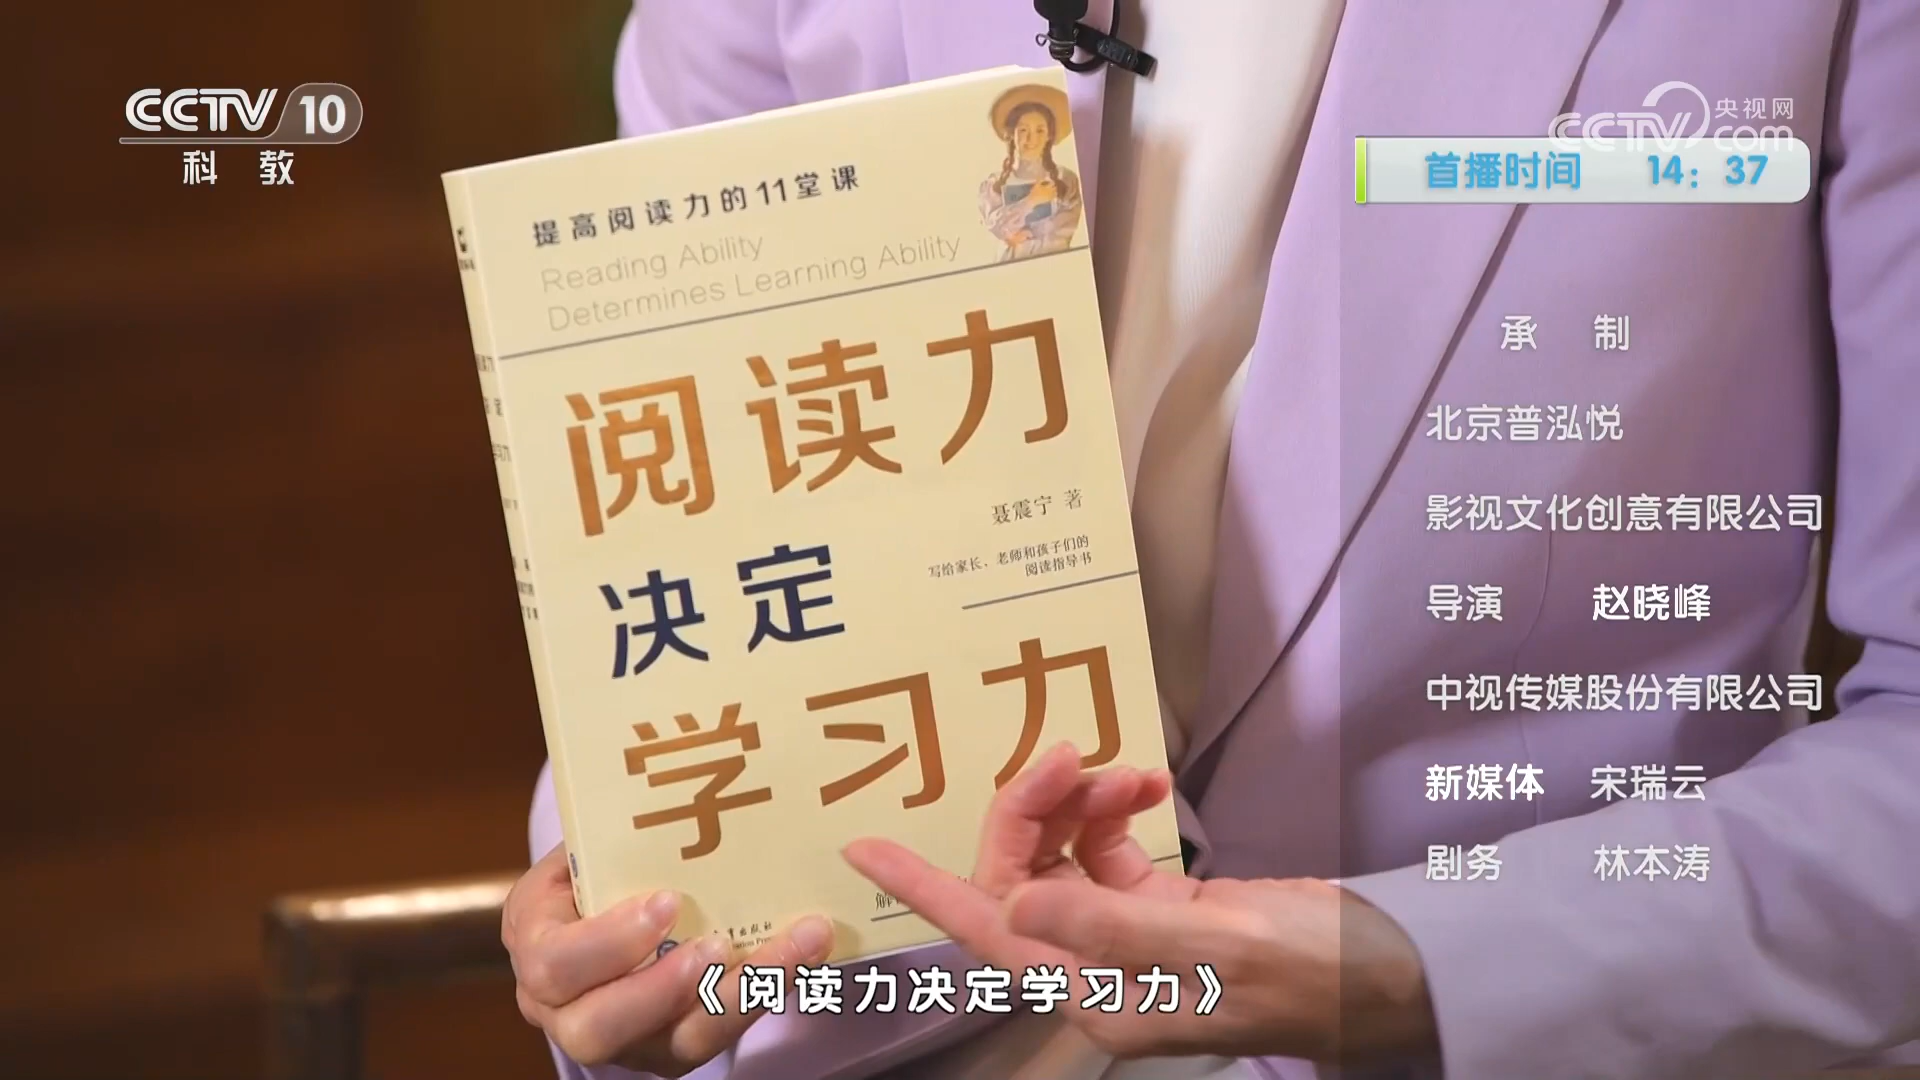 CCTV 10
科 教
央视网
CCTV com
首播时间 14：37
提高阅读力的11堂课
Reading Ability
Determines Learning Ability
阅读力
聂震宁 著
写给家长、老师和孩子们的
阅读指导书
决定
学习力
承 制
北京普泓悦
影视文化创意有限公司
导演 赵晓峰
中视传媒股份有限公司
新媒体 宋瑞云
剧务 林本涛
《阅读力决定学习力》